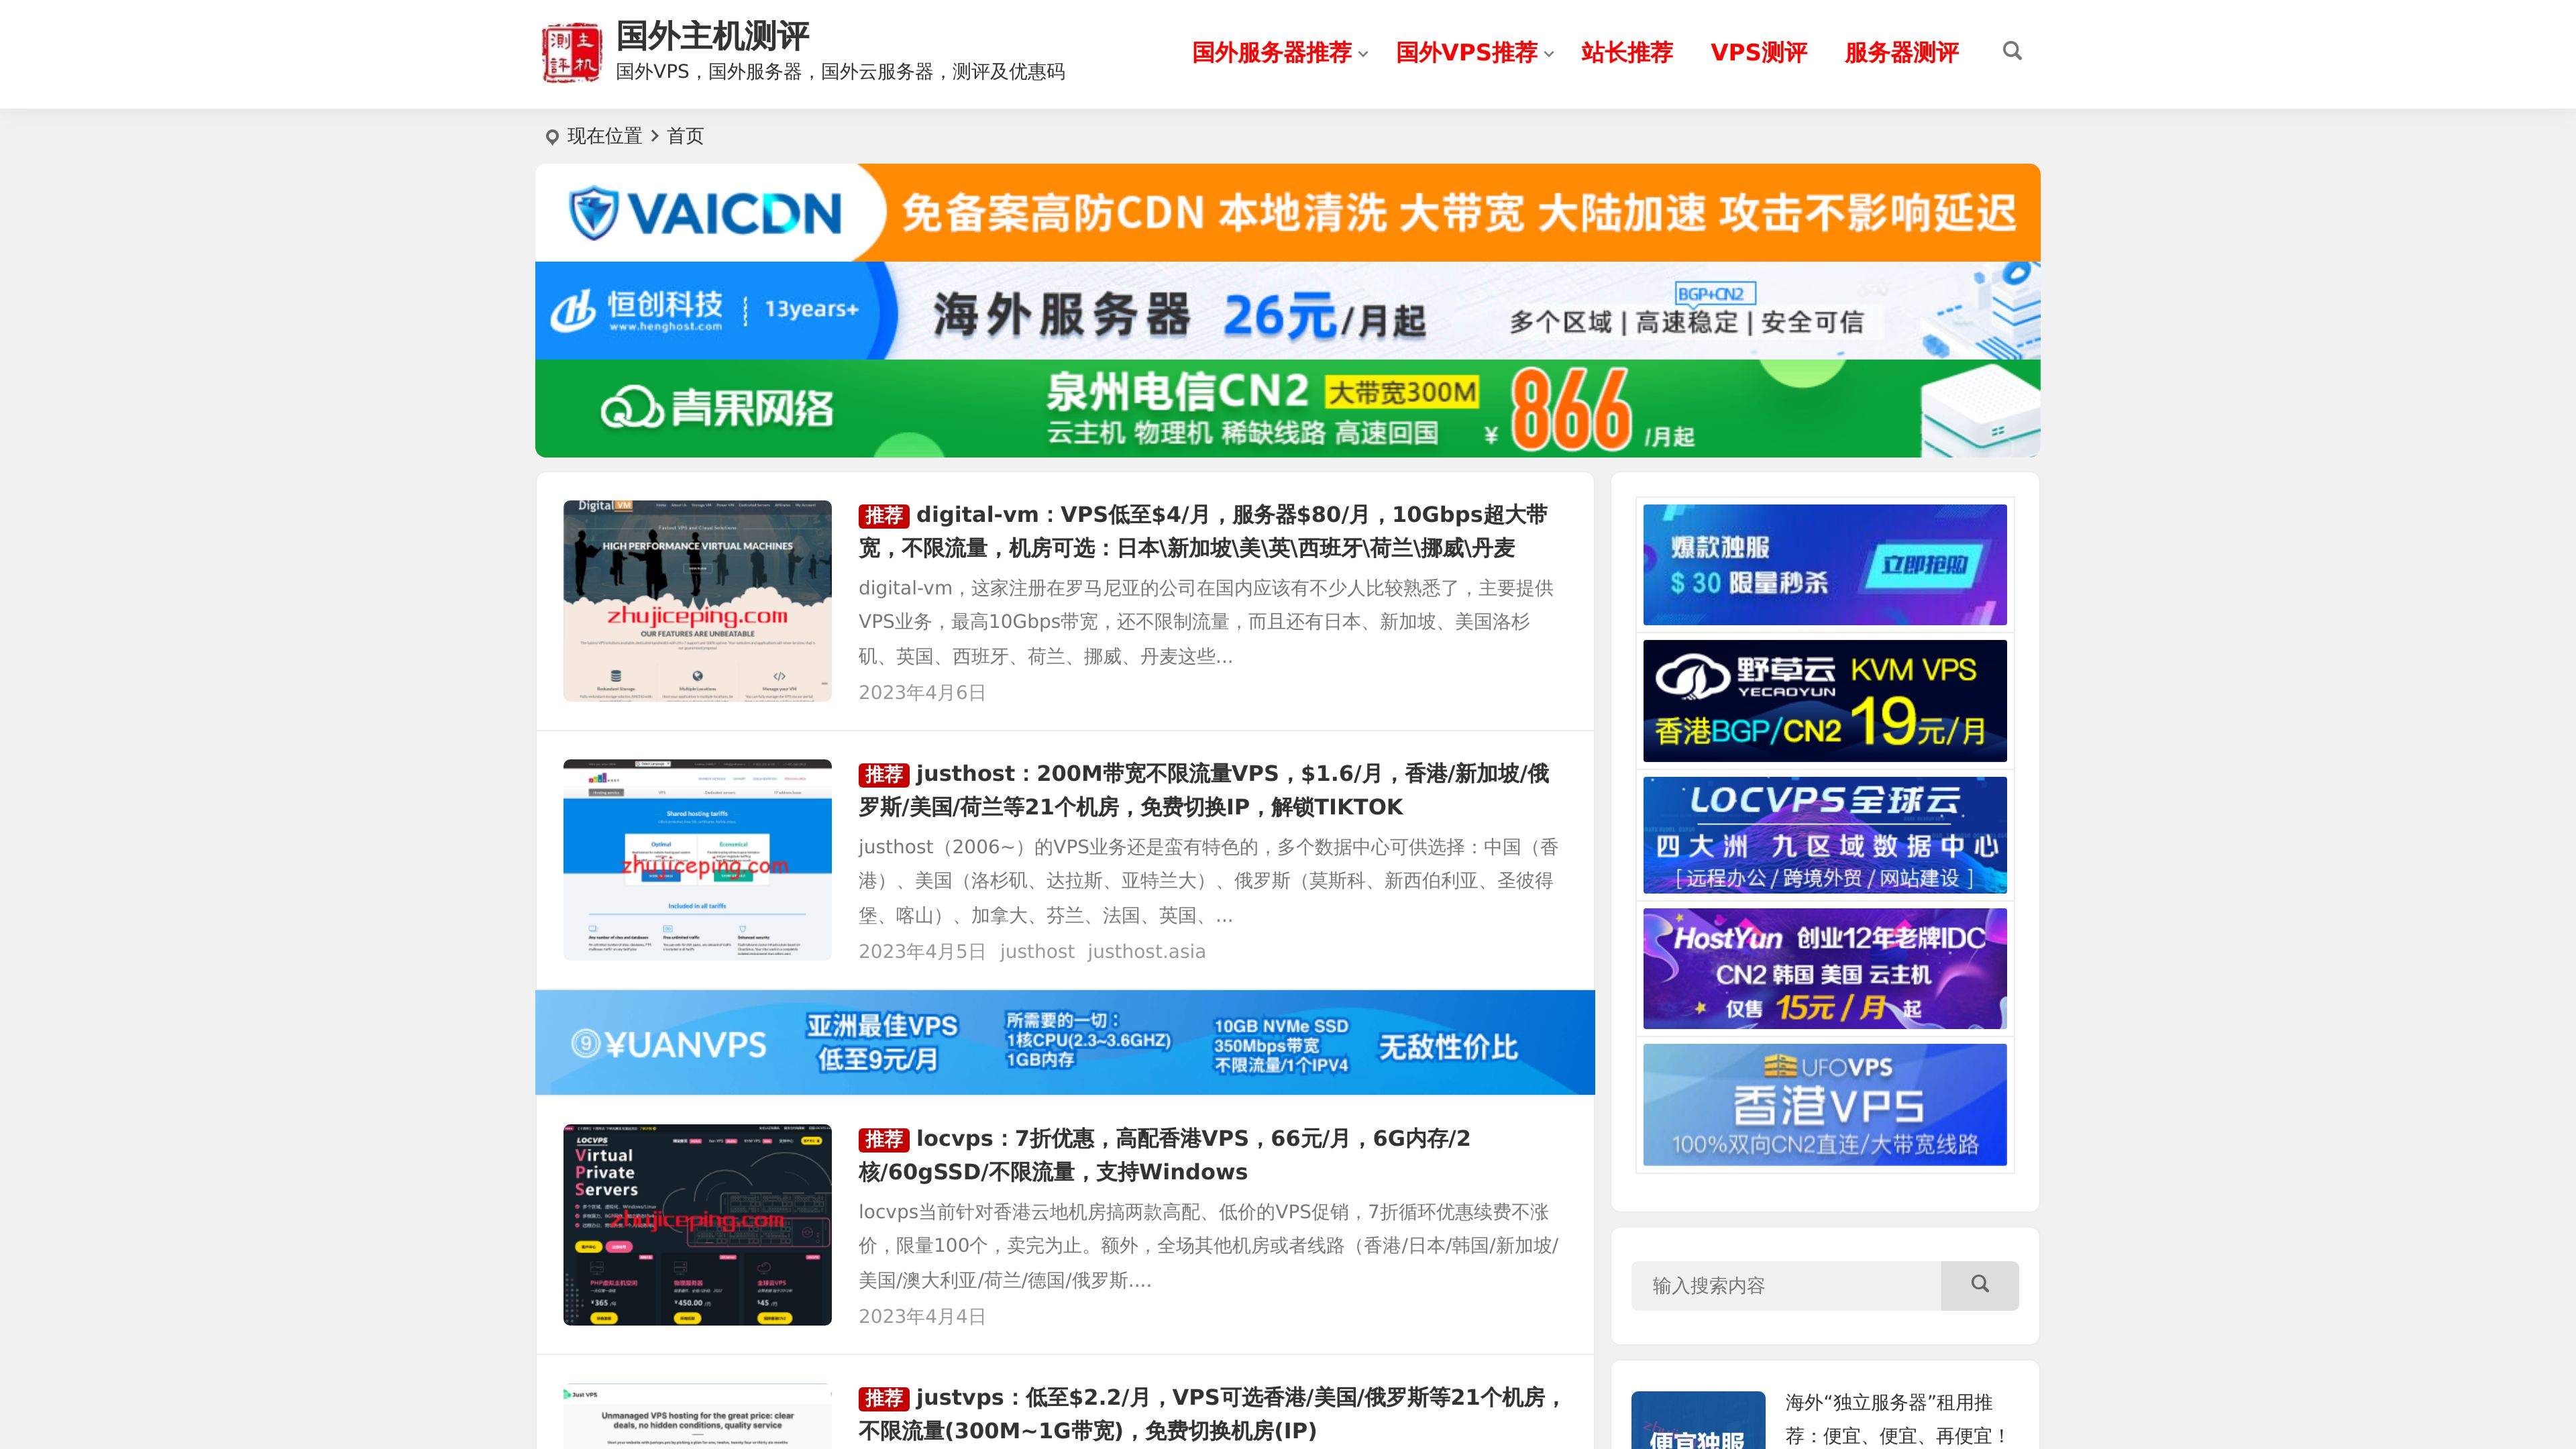 国外主机测评
国外VPS，国外服务器，国外云服务器，测评及优惠码
国外服务器推荐
国外VPS推荐
站长推荐
VPS测评
服务器测评
现在位置
首页
VAICDN
免备案高防CDN 本地清洗 大带宽 大陆加速 攻击不影响延迟
恒创科技
www.henghost.com
13years+
海外服务器 26元/月起
BGP+CN2
多个区域 | 高速稳定 | 安全可信
青果网络
泉州电信CN2 大带宽300M
云主机 物理机 稀缺线路 高速回国
¥ 866 /月起
Digital VM
Fastest VPS and Cloud Solutions
HIGH PERFORMANCE VIRTUAL MACHINES
zhujiceping.com
OUR FEATURES ARE UNBEATABLE
Redundant Storage
Multiple Locations
Manage your VM
推荐 digital-vm：VPS低至$4/月，服务器$80/月，10Gbps超大带
宽，不限流量，机房可选：日本\新加坡\美\英\西班牙\荷兰\挪威\丹麦
digital-vm，这家注册在罗马尼亚的公司在国内应该有不少人比较熟悉了，主要提供
VPS业务，最高10Gbps带宽，还不限制流量，而且还有日本、新加坡、美国洛杉
矶、英国、西班牙、荷兰、挪威、丹麦这些...
2023年4月6日
Shared hosting tariffs
Optimal
Economical
zhujiceping.com
Included in all tariffs
推荐 justhost：200M带宽不限流量VPS，$1.6/月，香港/新加坡/俄
罗斯/美国/荷兰等21个机房，免费切换IP，解锁TIKTOK
justhost（2006~）的VPS业务还是蛮有特色的，多个数据中心可供选择：中国（香
港）、美国（洛杉矶、达拉斯、亚特兰大）、俄罗斯（莫斯科、新西伯利亚、圣彼得
堡、喀山）、加拿大、芬兰、法国、英国、...
2023年4月5日 justhost justhost.asia
⑨¥UANVPS
亚洲最佳VPS
低至9元/月
所需要的一切：
1核CPU(2.3~3.6GHZ)
1GB内存
10GB NVMe SSD
350Mbps带宽
不限流量/1个IPV4
无敌性价比
LOCVPS
Virtual
Private
Servers
zhujiceping.com
PHP虚拟主机空间
物理服务器
全球云VPS
¥365
¥450.00
¥45
推荐 locvps：7折优惠，高配香港VPS，66元/月，6G内存/2
核/60gSSD/不限流量，支持Windows
locvps当前针对香港云地机房搞两款高配、低价的VPS促销，7折循环优惠续费不涨
价，限量100个，卖完为止。额外，全场其他机房或者线路（香港/日本/韩国/新加坡/
美国/澳大利亚/荷兰/德国/俄罗斯....
2023年4月4日
Just VPS
Unmanaged VPS hosting for the great price: clear
deals, no hidden conditions, quality service
推荐 justvps：低至$2.2/月，VPS可选香港/美国/俄罗斯等21个机房，
不限流量(300M~1G带宽)，免费切换机房(IP)
爆款独服
$ 30 限量秒杀
立即抢购
野草云
YECAOYUN
KVM VPS
香港BGP/CN2 19元/月
LOCVPS全球云
四大洲 九区域数据中心
[ 远程办公 / 跨境外贸 / 网站建设 ]
HostYun 创业12年老牌IDC
CN2 韩国 美国 云主机
仅售 15元 / 月 起
UFOVPS
香港VPS
100%双向CN2直连/大带宽线路
输入搜索内容
便宜独服
海外“独立服务器”租用推
荐：便宜、便宜、再便宜！